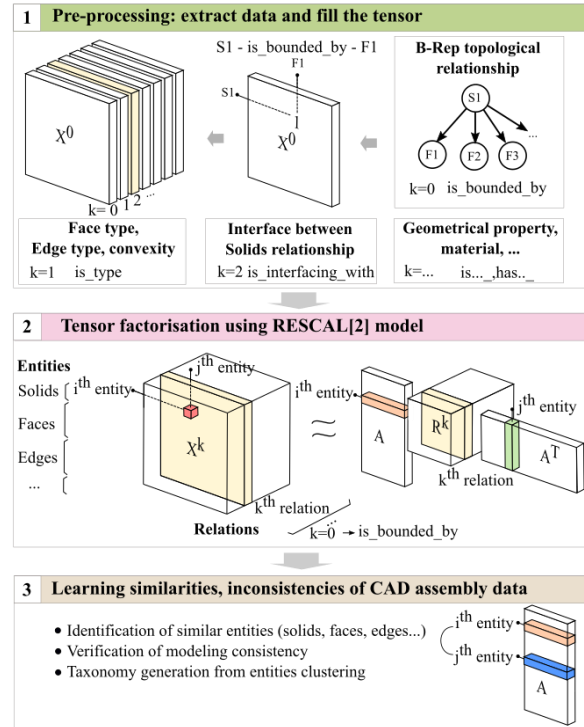 1 Pre-processing: extract data and fill the tensor
S1 - is_bounded_by - F1
F1
S1
1
X⁰
X⁰
k= 0 1 2 ...
B-Rep topological
relationship
S1
...
F1 F2 F3
k=0 is_bounded_by
Face type,
Edge type, convexity
k=1 is_type
Interface between
Solids relationship
k=2 is_interfacing_with
Geometrical property,
material, ...
k=... is..._,has.._
2 Tensor factorisation using RESCAL[2] model
Entities
Solids
Faces
Edges
...
iᵗʰ entity
jᵗʰ entity
Xᵏ
kᵗʰ relation
Relations
...
k=0 → is_bounded_by
≈
iᵗʰ entity
A
Rᵏ
kᵗʰ relation
jᵗʰ entity
Aᵀ
3 Learning similarities, inconsistencies of CAD assembly data
• Identification of similar entities (solids, faces, edges...)
• Verification of modeling consistency
• Taxonomy generation from entities clustering
iᵗʰ entity
jᵗʰ entity
A